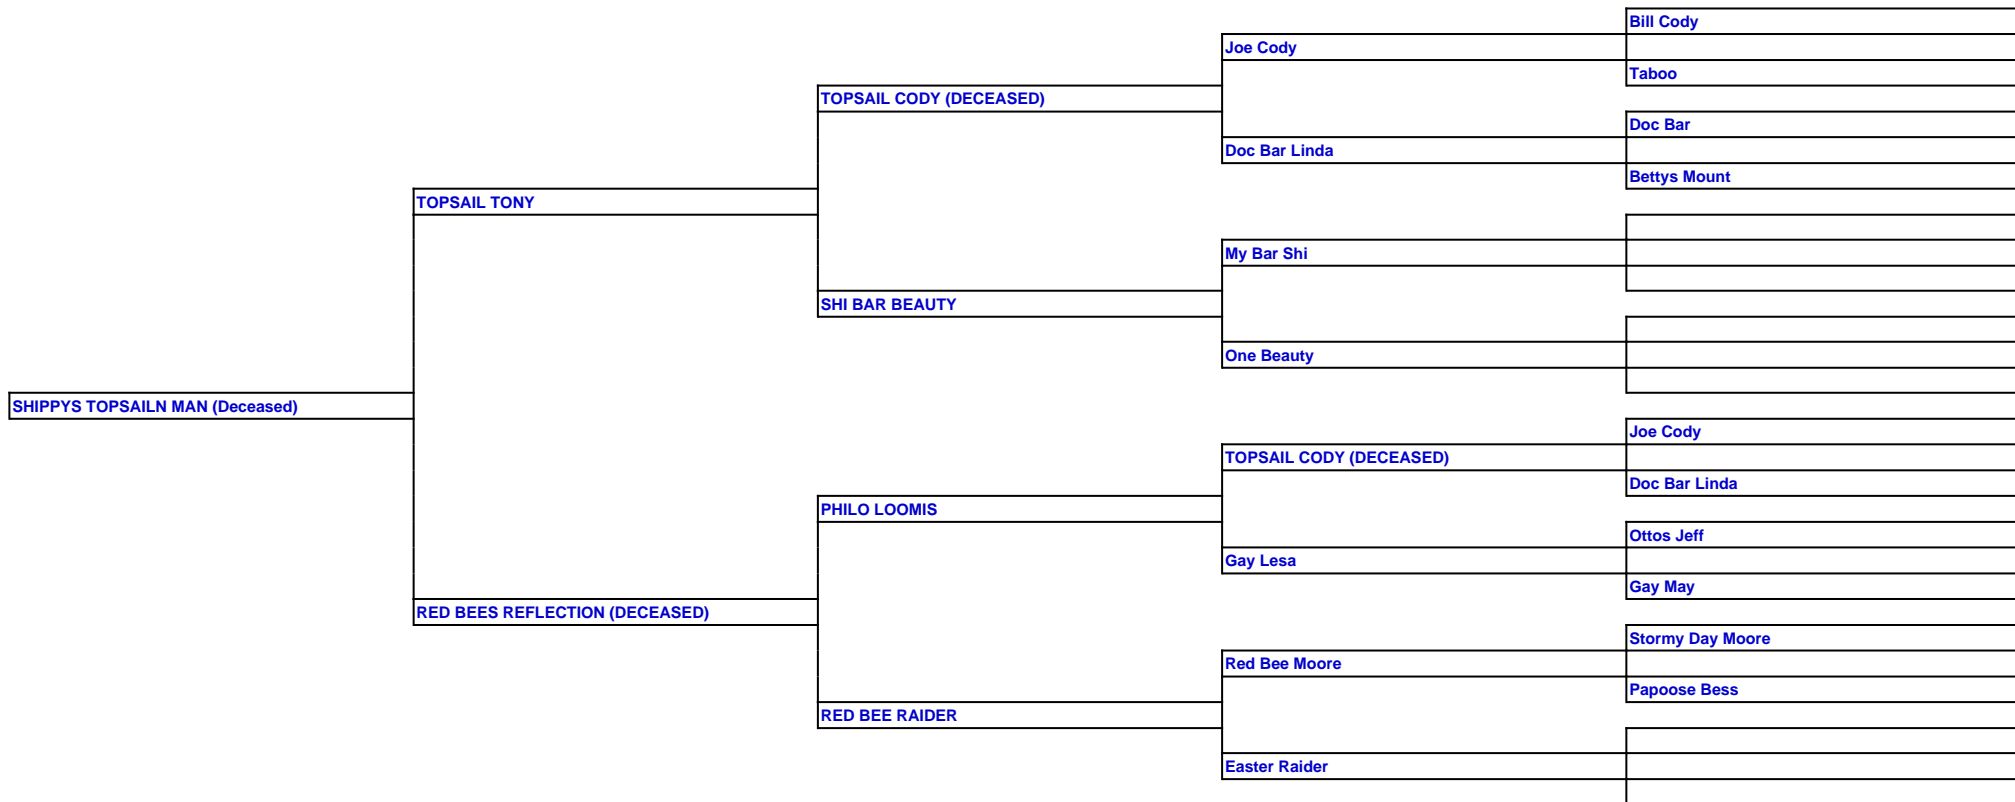 Bill Cody
Joe Cody
Taboo
TOPSAIL CODY (DECEASED)
Doc Bar
Doc Bar Linda
Bettys Mount
TOPSAIL TONY
My Bar Shi
SHI BAR BEAUTY
One Beauty
SHIPPYS TOPSAILN MAN (Deceased)
Joe Cody
TOPSAIL CODY (DECEASED)
Doc Bar Linda
PHILO LOOMIS
Ottos Jeff
Gay Lesa
Gay May
RED BEES REFLECTION (DECEASED)
Stormy Day Moore
Red Bee Moore
Papoose Bess
RED BEE RAIDER
Easter Raider